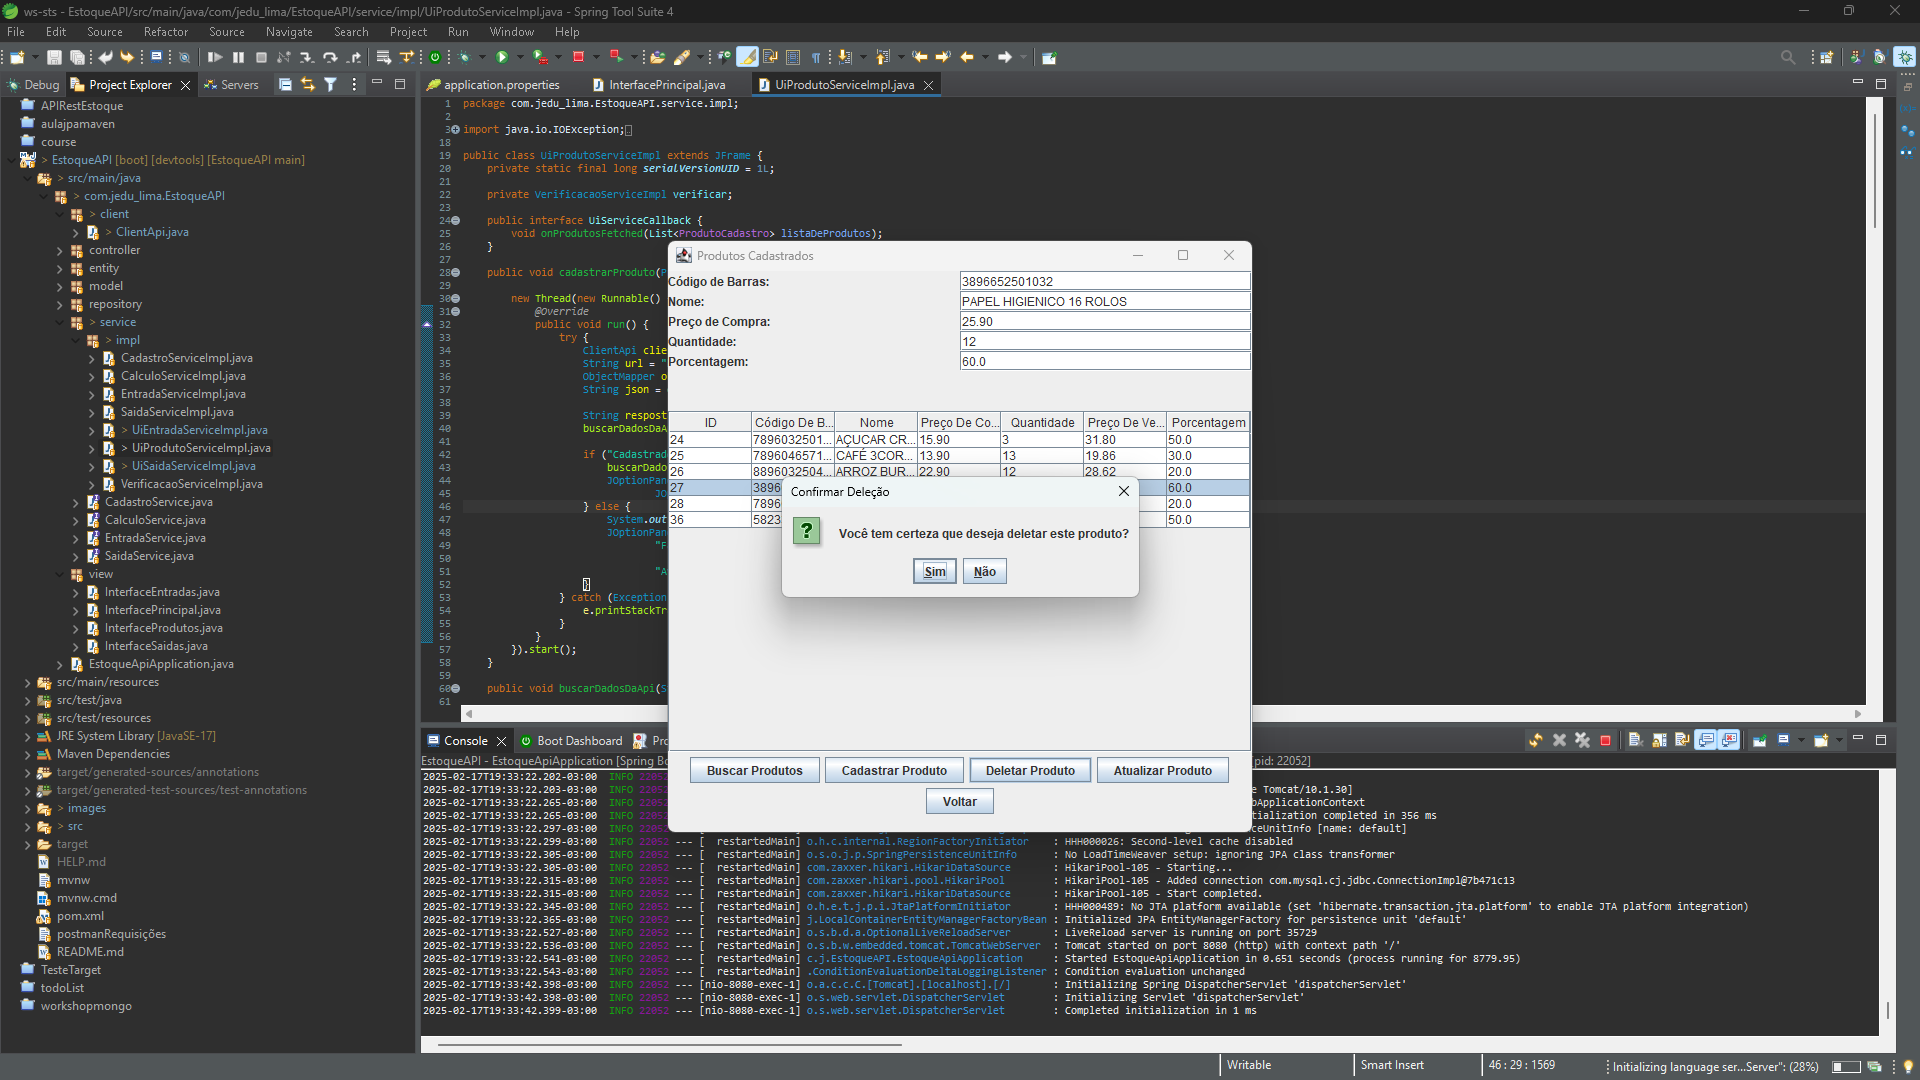 ws-sts - EstoqueAPI/src/main/java/com/jedu_lima/EstoqueAPI/service/impl/UiProdutoServiceImpl.java - Spring Tool Suite 4
File Edit Source Refactor Source Navigate Search Project Run Window Help
Debug Project Explorer Servers
APIRestEstoque
aulajpamaven
course
> EstoqueAPI [boot] [devtools] [EstoqueAPI main]
> src/main/java
> com.jedu_lima.EstoqueAPI
> client
> ClientApi.java
controller
entity
model
repository
> service
> impl
CadastroServiceImpl.java
CalculoServiceImpl.java
EntradaServiceImpl.java
SaidaServiceImpl.java
> UiEntradaServiceImpl.java
> UiProdutoServiceImpl.java
> UiSaidaServiceImpl.java
VerificacaoServiceImpl.java
CadastroService.java
CalculoService.java
EntradaService.java
SaidaService.java
view
InterfaceEntradas.java
InterfacePrincipal.java
InterfaceProdutos.java
InterfaceSaidas.java
EstoqueApiApplication.java
src/main/resources
src/test/java
src/test/resources
JRE System Library [JavaSE-17]
Maven Dependencies
target/generated-sources/annotations
target/generated-test-sources/test-annotations
> images
> src
target
HELP.md
mvnw
mvnw.cmd
pom.xml
postmanRequisições
README.md
TesteTarget
todoList
workshopmongo
application.properties InterfacePrincipal.java UiProdutoServiceImpl.java
1 package com.jedu_lima.EstoqueAPI.service.impl;
2
3 import java.io.IOException;
18
19 public class UiProdutoServiceImpl extends JFrame {
20 private static final long serialVersionUID = 1L;
21
22 private VerificacaoServiceImpl verificar;
23
24 public interface UiServiceCallback {
25 void onProdutosFetched(List<ProdutoCadastro> listaDeProdutos);
26 }
27
28 public void cadastrarProduto(P
29
30 new Thread(new Runnable()
31 @Override
32 public void run() {
33 try {
34 ClientApi clie
35 String url = "
36 ObjectMapper o
37 String json =
38
39 String respost
40 buscarDadosDaA
41
42 if ("Cadastrad
43 buscarDado
44 JOptionPan
45 JO
46 } else {
47 System.out
48 JOptionPan
49 "F
50
51 "A
52 }
53 } catch (Exception
54 e.printStackTr
55 }
56 }
57 }).start();
58 }
59
60 public void buscarDadosDaApi(S
61
Produtos Cadastrados
Código de Barras: 3896652501032
Nome: PAPEL HIGIENICO 16 ROLOS
Preço de Compra: 25.90
Quantidade: 12
Porcentagem: 60.0
ID Código De B... Nome Preço De Co... Quantidade Preço De Ve... Porcentagem
24 7896032501... AÇUCAR CR... 15.90 3 31.80 50.0
25 7896046571... CAFÉ 3COR... 13.90 13 19.86 30.0
26 8896032504... ARROZ BUR... 22.90 12 28.62 20.0
27 3896 60.0
28 7896 20.0
36 5823 50.0
Confirmar Deleção
Você tem certeza que deseja deletar este produto?
Sim Não
Buscar Produtos Cadastrar Produto Deletar Produto Atualizar Produto
Voltar
Console Boot Dashboard Pr
EstoqueAPI - EstoqueApiApplication [Spring Bo pid: 22052]
2025-02-17T19:33:22.202-03:00 INFO 22052
2025-02-17T19:33:22.203-03:00 INFO 22052 e Tomcat/10.1.30]
2025-02-17T19:33:22.265-03:00 INFO 22052 bApplicationContext
2025-02-17T19:33:22.265-03:00 INFO 22052 tialization completed in 356 ms
2025-02-17T19:33:22.297-03:00 INFO 22052 ceUnitInfo [name: default]
2025-02-17T19:33:22.299-03:00 INFO 22052 --- [ restartedMain] o.h.c.internal.RegionFactoryInitiator : HHH000026: Second-level cache disabled
2025-02-17T19:33:22.305-03:00 INFO 22052 --- [ restartedMain] o.s.o.j.p.SpringPersistenceUnitInfo : No LoadTimeWeaver setup: ignoring JPA class transformer
2025-02-17T19:33:22.305-03:00 INFO 22052 --- [ restartedMain] com.zaxxer.hikari.HikariDataSource : HikariPool-105 - Starting...
2025-02-17T19:33:22.315-03:00 INFO 22052 --- [ restartedMain] com.zaxxer.hikari.pool.HikariPool : HikariPool-105 - Added connection com.mysql.cj.jdbc.ConnectionImpl@7b471c13
2025-02-17T19:33:22.315-03:00 INFO 22052 --- [ restartedMain] com.zaxxer.hikari.HikariDataSource : HikariPool-105 - Start completed.
2025-02-17T19:33:22.345-03:00 INFO 22052 --- [ restartedMain] o.h.e.t.j.p.i.JtaPlatformInitiator : HHH000489: No JTA platform available (set 'hibernate.transaction.jta.platform' to enable JTA platform integration)
2025-02-17T19:33:22.365-03:00 INFO 22052 --- [ restartedMain] j.LocalContainerEntityManagerFactoryBean : Initialized JPA EntityManagerFactory for persistence unit 'default'
2025-02-17T19:33:22.527-03:00 INFO 22052 --- [ restartedMain] o.s.b.d.a.OptionalLiveReloadServer : LiveReload server is running on port 35729
2025-02-17T19:33:22.536-03:00 INFO 22052 --- [ restartedMain] o.s.b.w.embedded.tomcat.TomcatWebServer : Tomcat started on port 8080 (http) with context path '/'
2025-02-17T19:33:22.541-03:00 INFO 22052 --- [ restartedMain] c.j.EstoqueAPI.EstoqueApiApplication : Started EstoqueApiApplication in 0.651 seconds (process running for 8779.95)
2025-02-17T19:33:22.543-03:00 INFO 22052 --- [ restartedMain] .ConditionEvaluationDeltaLoggingListener : Condition evaluation unchanged
2025-02-17T19:33:42.398-03:00 INFO 22052 --- [nio-8080-exec-1] o.a.c.c.C.[Tomcat].[localhost].[/] : Initializing Spring DispatcherServlet 'dispatcherServlet'
2025-02-17T19:33:42.398-03:00 INFO 22052 --- [nio-8080-exec-1] o.s.web.servlet.DispatcherServlet : Initializing Servlet 'dispatcherServlet'
2025-02-17T19:33:42.399-03:00 INFO 22052 --- [nio-8080-exec-1] o.s.web.servlet.DispatcherServlet : Completed initialization in 1 ms
Writable Smart Insert 46 : 29 : 1569 Initializing language ser...Server": (28%)